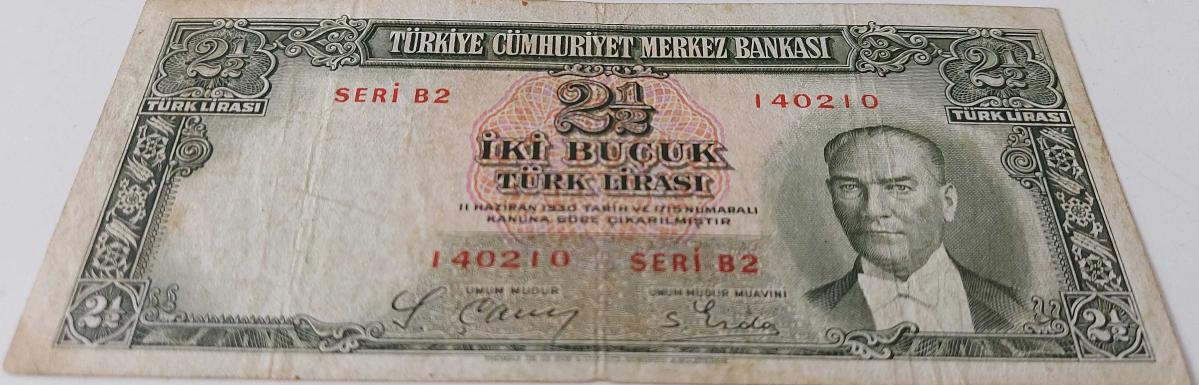 TÜRKİYE CÜMHURİYET MERKEZ BANKASI
2½
2½
TÜRK LİRASI
TÜRK LİRASI
SERİ B2
140210
2½
İKİ BUÇUK
TÜRK LİRASI
11 HAZİRAN 1930 TARİH VE 1715 NUMARALI
KANUNA GÖRE ÇIKARILMIŞTIR
140210 SERİ B2
UMUM MÜDÜR
UMUM MÜDÜR MUAVİNİ
2½
2½